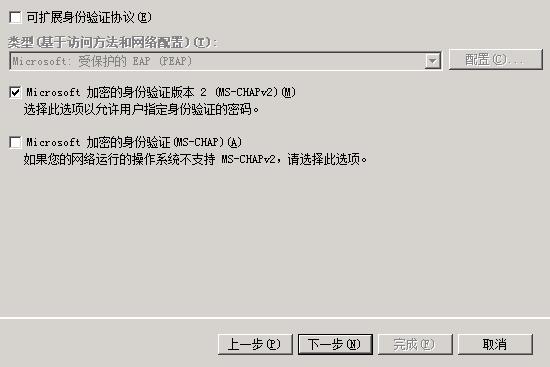 可扩展身份验证协议(E)
类型(基于访问方法和网络配置)(T):
Microsoft: 受保护的 EAP (PEAP)
配置(C)...
Microsoft 加密的身份验证版本 2 (MS-CHAPv2)(M)
选择此选项以允许用户指定身份验证的密码。
Microsoft 加密的身份验证(MS-CHAP)(A)
如果您的网络运行的操作系统不支持 MS-CHAPv2，请选择此选项。
上一步(P)
下一步(N)
完成(F)
取消